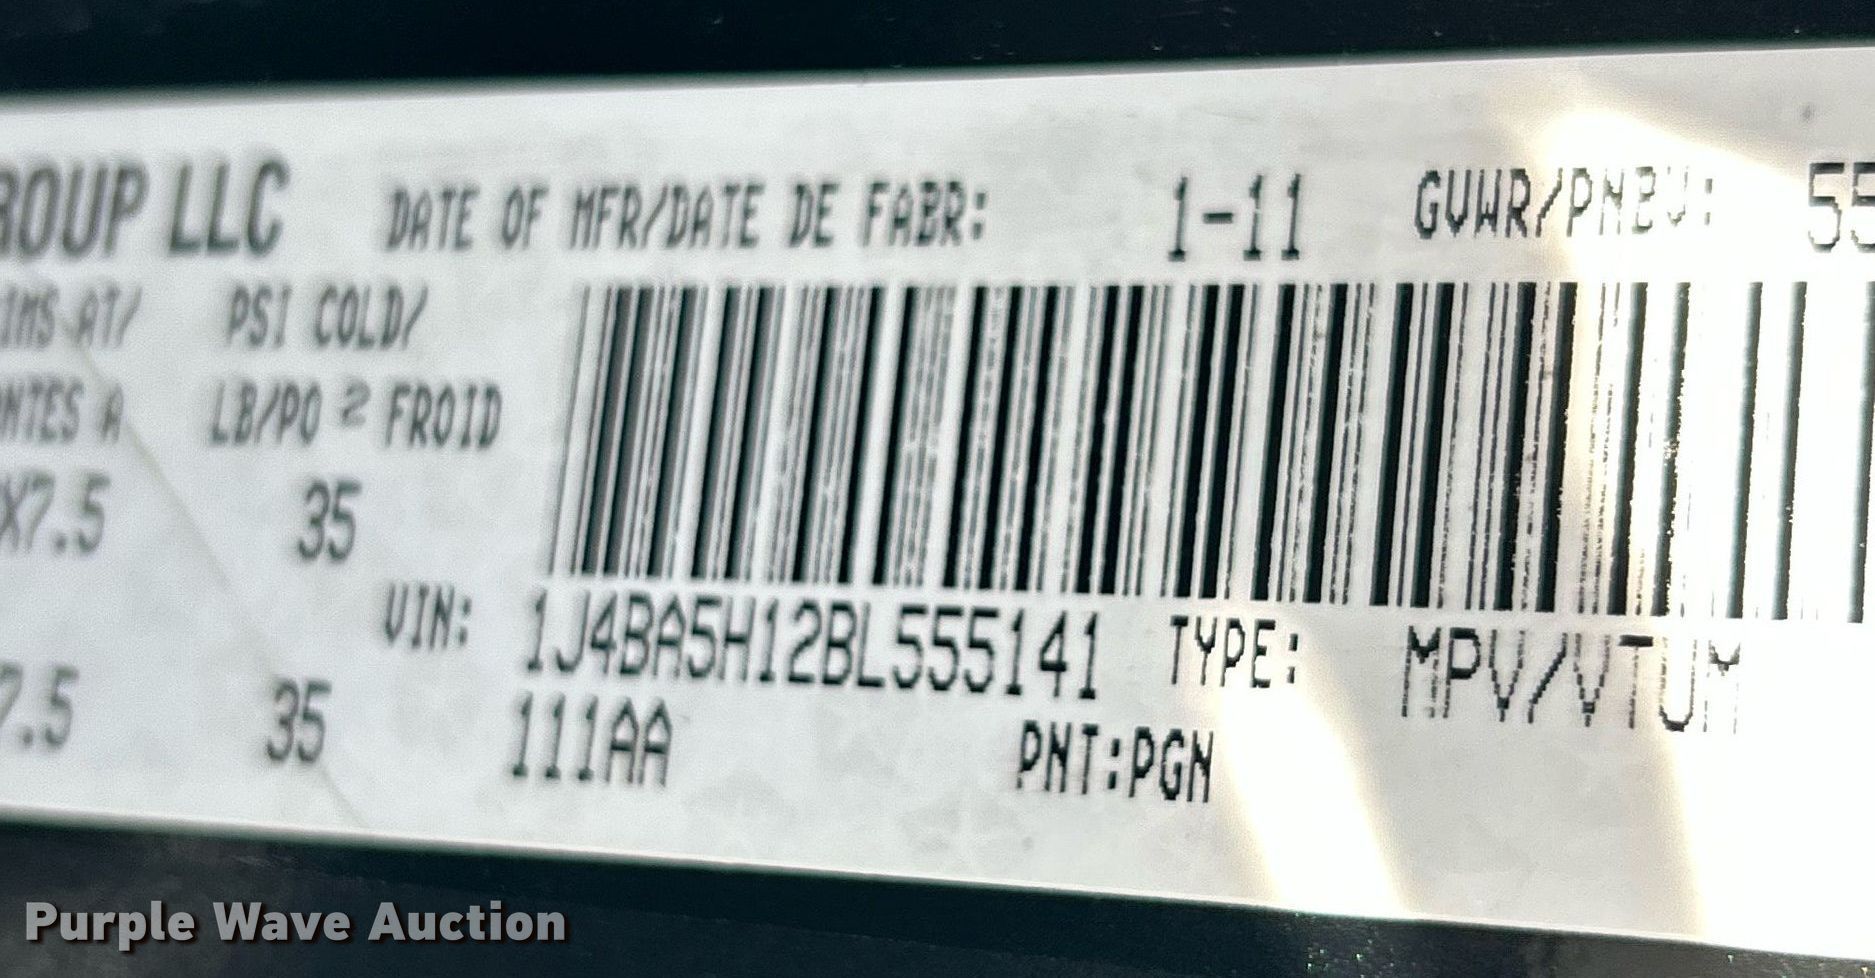 ROUP LLC DATE OF MFR/DATE DE FABR: 1-11 GVWR/PNBV: 55
IMS AT/ PSI COLD/
NTES A LB/PO 2 FROID
X7.5 35
VIN: 1J4BA5H12BL555141 TYPE: MPV/VTUM
7.5 35 111AA PNT:PGN
Purple Wave Auction